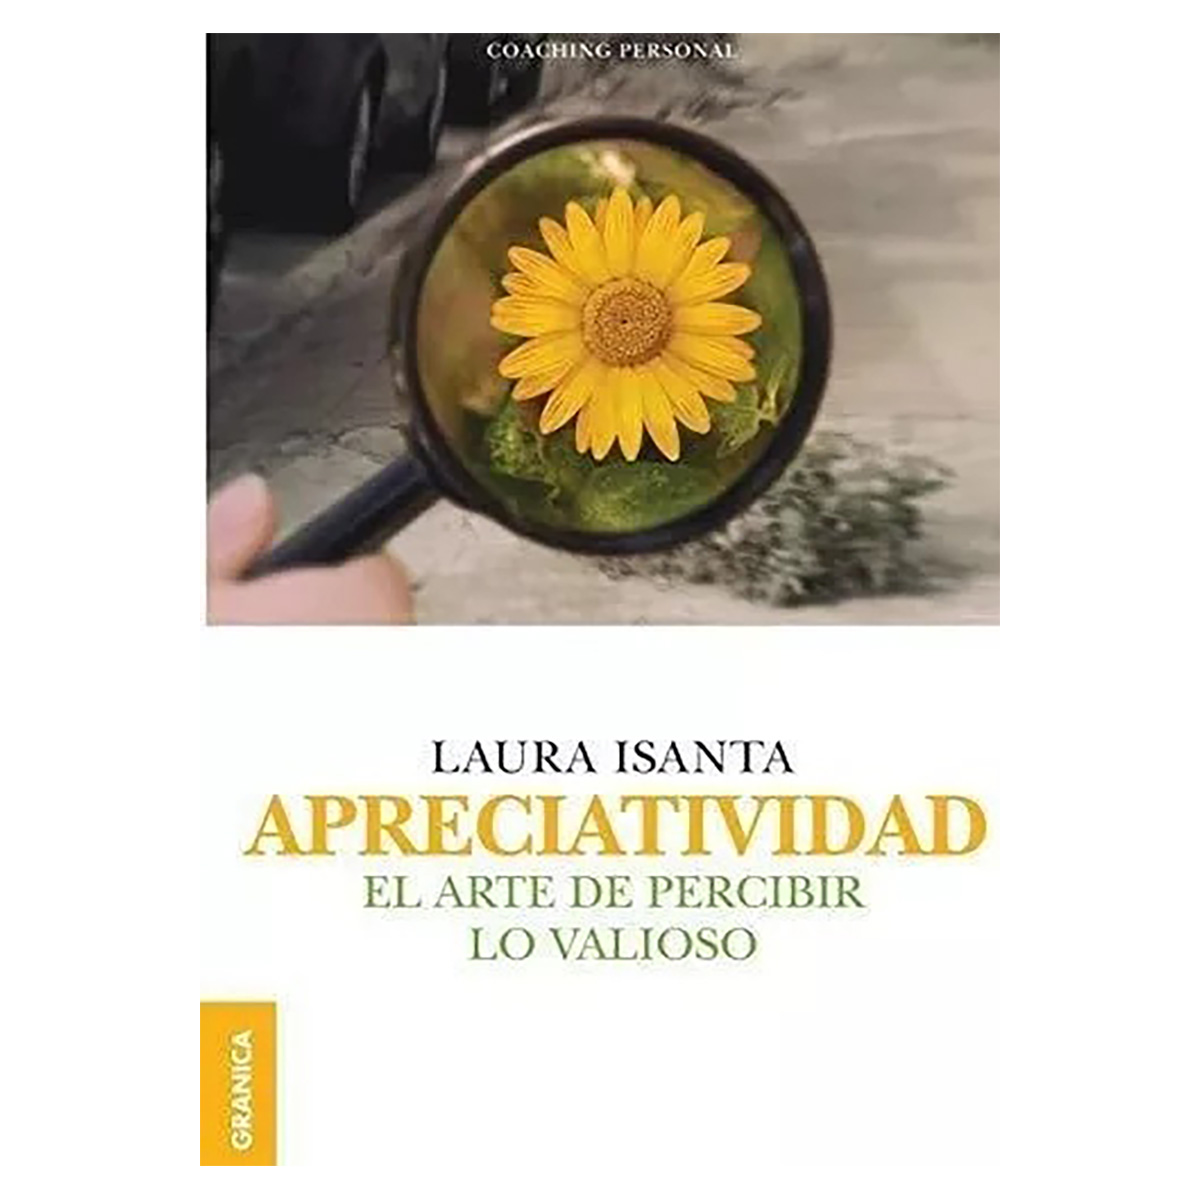 COACHING PERSONAL
LAURA ISANTA
APRECIATIVIDAD
EL ARTE DE PERCIBIR
LO VALIOSO
GRANICA